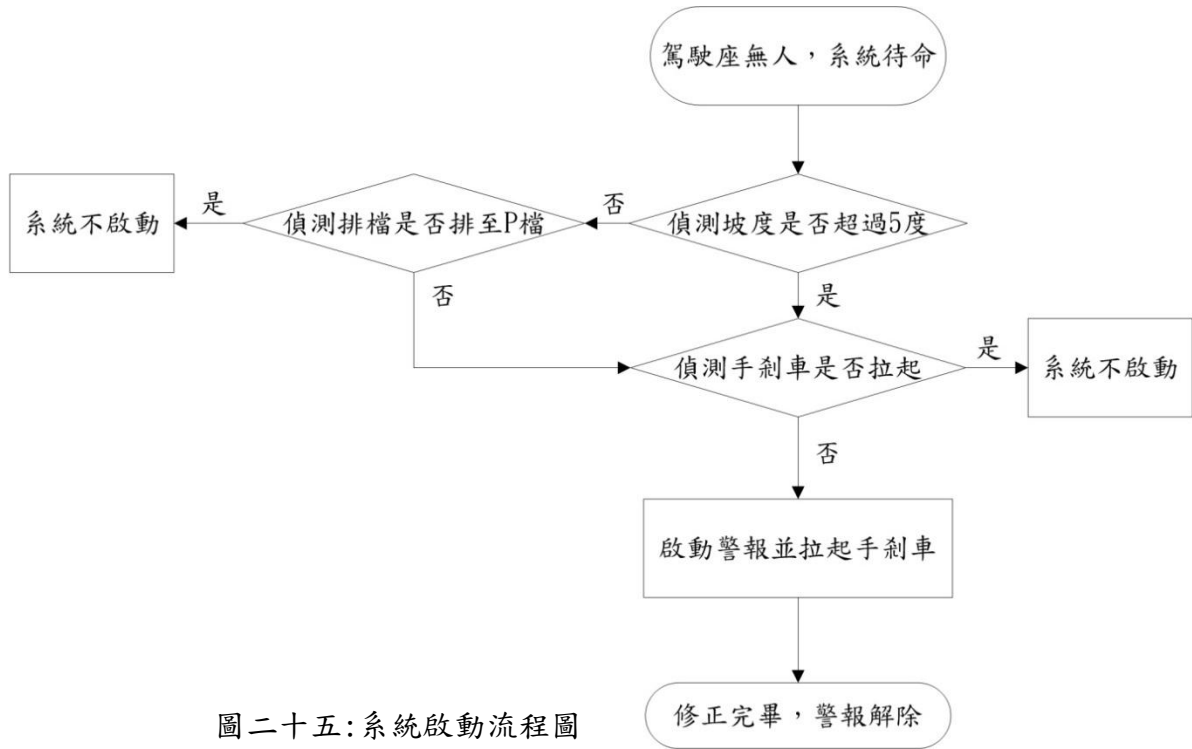 駕駛座無人，系統待命
系統不啟動
是
偵測排檔是否排至P檔
否
偵測坡度是否超過5度
否
是
偵測手剎車是否拉起
是
系統不啟動
否
啟動警報並拉起手剎車
修正完畢，警報解除
圖二十五:系統啟動流程圖